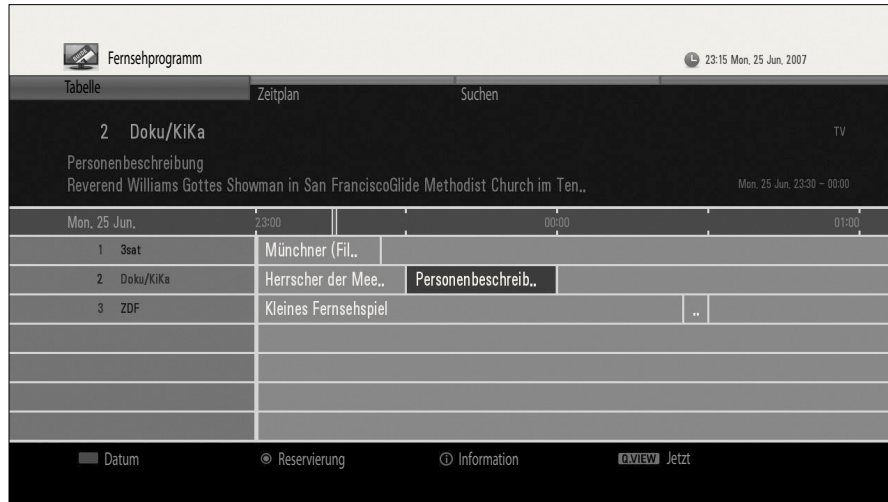 Fernsehprogramm
23:15 Mon, 25 Jun, 2007
Tabelle Zeitplan Suchen
2 Doku/KiKa TV
Personenbeschreibung
Reverend Williams Gottes Showman in San FranciscoGlide Methodist Church im Ten.. Mon, 25 Jun, 23:30 - 00:00
Mon, 25 Jun, 23:00 00:00 01:00
1 3sat Münchner (Fil..
2 Doku/KiKa Herrscher der Mee.. Personenbeschreib..
3 ZDF Kleines Fernsehspiel ..
Datum Reservierung Information Q.VIEW Jetzt